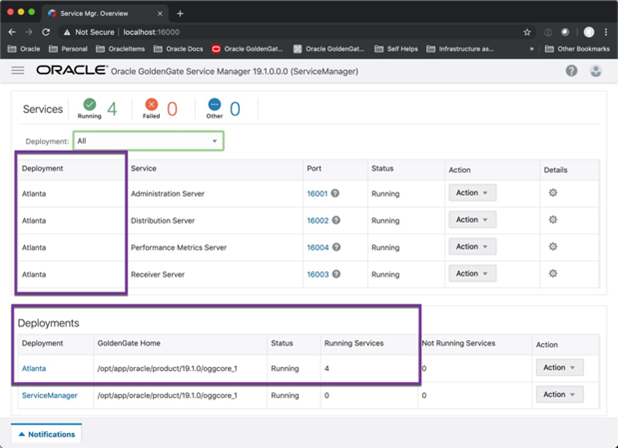 Service Mgr. Overview
Not Secure | localhost:16000
Oracle Personal OracleItems Oracle Docs Oracle GoldenGat... Oracle GoldenGat... Self Helps Infrastructure as... » Other Bookmarks
ORACLE® Oracle GoldenGate Service Manager 19.1.0.0.0 (ServiceManager)
Services Running 4 Failed 0 Other 0
Deployment: All
Deployment Service Port Status Action Details
Atlanta Administration Server 16001 Running Action
Atlanta Distribution Server 16002 Running Action
Atlanta Performance Metrics Server 16004 Running Action
Atlanta Receiver Server 16003 Running Action
Deployments
Deployment GoldenGate Home Status Running Services Not Running Services Action
Atlanta /opt/app/oracle/product/19.1.0/oggcore_1 Running 4 0 Action
ServiceManager /opt/app/oracle/product/19.1.0/oggcore_1 Running 0 0 Action
Notifications